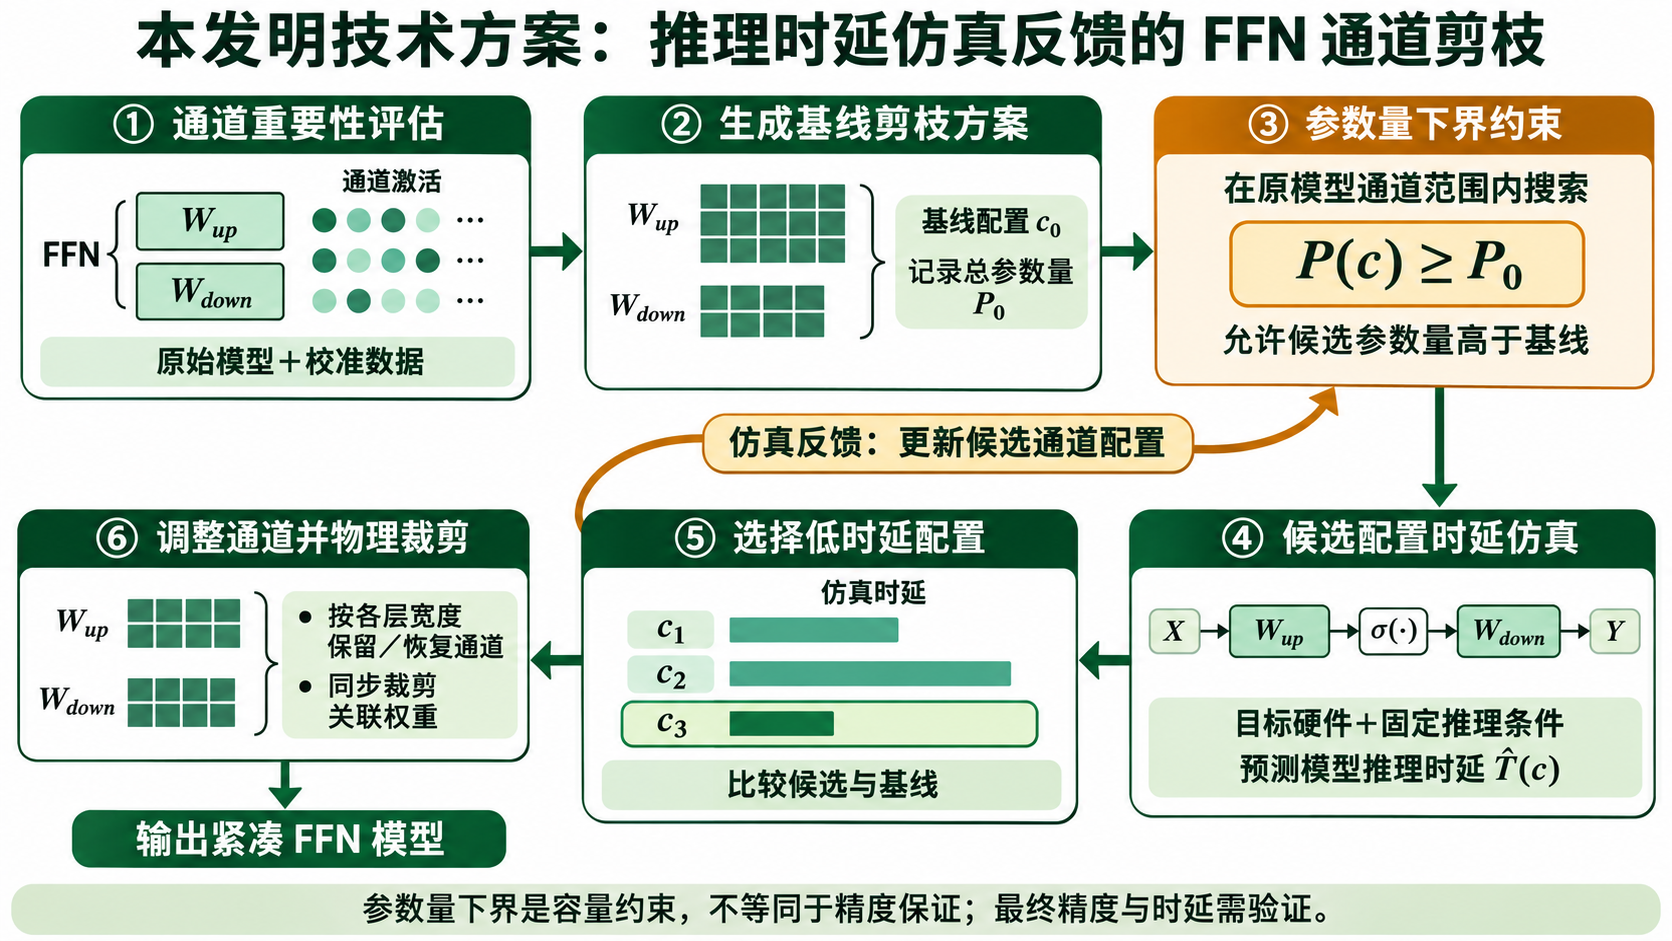 本发明技术方案：推理时延仿真反馈的 FFN 通道剪枝
① 通道重要性评估
通道激活
FFN
W_up
W_down
...
...
...
原始模型＋校准数据
② 生成基线剪枝方案
W_up
W_down
基线配置 c_0
记录总参数量
P_0
③ 参数量下界约束
在原模型通道范围内搜索
P(c) ≥ P_0
允许候选参数量高于基线
仿真反馈：更新候选通道配置
④ 候选配置时延仿真
X
W_up
σ(·)
W_down
Y
目标硬件＋固定推理条件
预测模型推理时延 T̂(c)
⑤ 选择低时延配置
仿真时延
c_1
c_2
c_3
比较候选与基线
⑥ 调整通道并物理裁剪
W_up
W_down
• 按各层宽度
保留／恢复通道
• 同步裁剪
关联权重
输出紧凑 FFN 模型
参数量下界是容量约束，不等同于精度保证；最终精度与时延需验证。